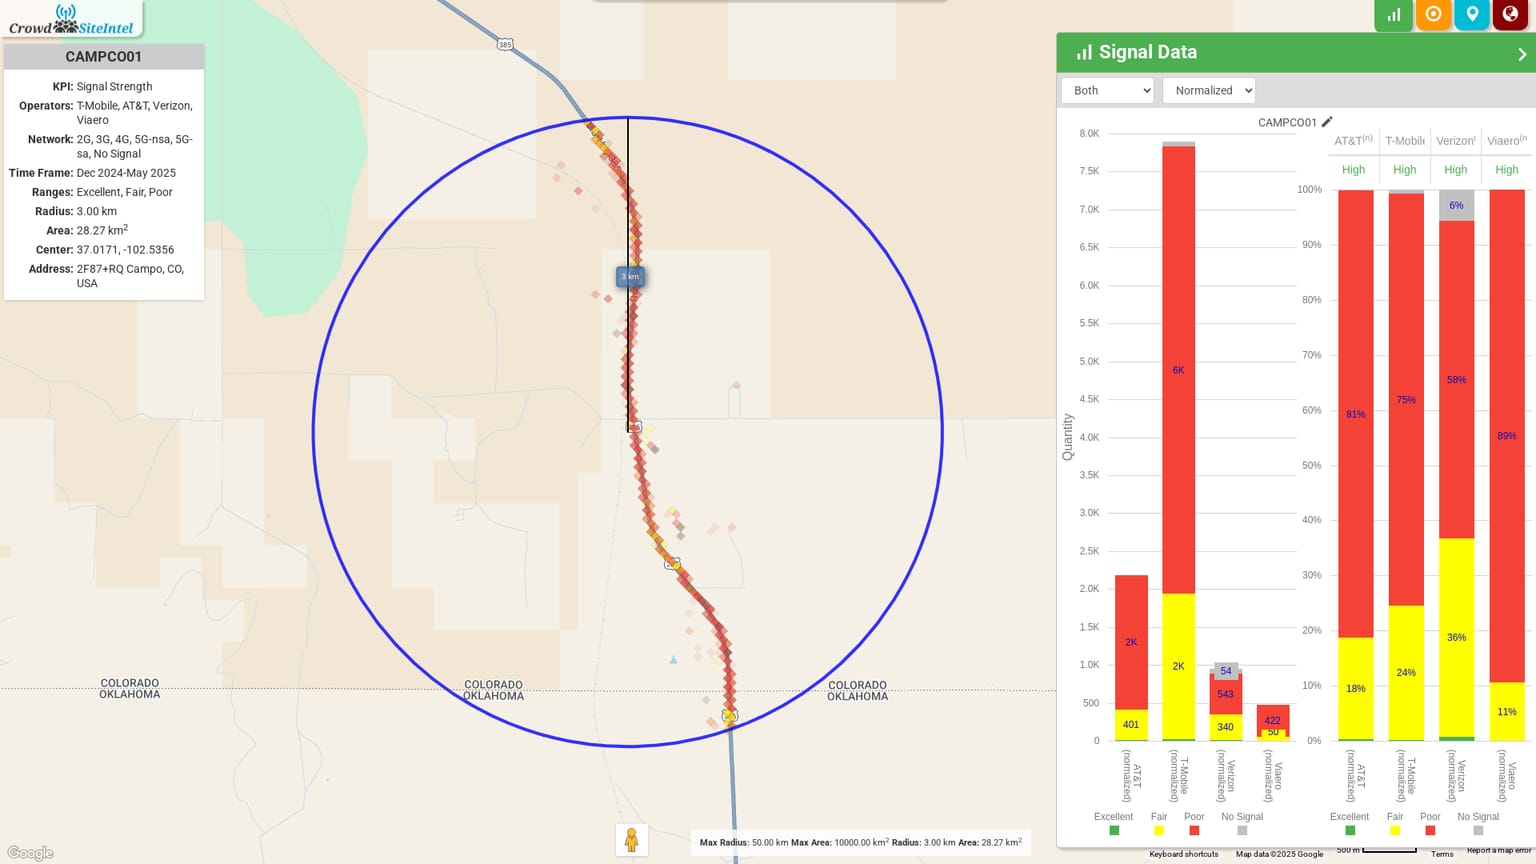 CrowdSiteIntel
CAMPCO01
KPI: Signal Strength
Operators: T-Mobile, AT&T, Verizon,
Viaero
Network: 2G, 3G, 4G, 5G-nsa, 5G-
sa, No Signal
Time Frame: Dec 2024-May 2025
Ranges: Excellent, Fair, Poor
Radius: 3.00 km
Area: 28.27 km2
Center: 37.0171, -102.5356
Address: 2F87+RQ Campo, CO,
USA
385
3 km
COLORADO
OKLAHOMA
COLORADO
OKLAHOMA
COLORADO
OKLAHOMA
Google
Max Radius: 50.00 km Max Area: 10000.00 km2 Radius: 3.00 km Area: 28.27 km2
Signal Data
Both
Normalized
CAMPCO01
Quantity
8.0K
7.5K
7.0K
6.5K
6.0K
5.5K
5.0K
4.5K
4.0K
3.5K
3.0K
2.5K
2.0K
1.5K
1.0K
500
0
2K
401
6K
2K
54
543
340
422
50
AT&T (normalized)
T-Mobile (normalized)
Verizon (normalized)
Viaero (normalized)
Excellent Fair Poor No Signal
AT&T(n) T-Mobile Verizon Viaero(n
High High High High
100%
90%
80%
70%
60%
50%
40%
30%
20%
10%
0%
81%
18%
75%
24%
6%
58%
36%
89%
11%
AT&T (normalized)
T-Mobile (normalized)
Verizon (normalized)
Viaero (normalized)
Excellent Fair Poor No Signal
Keyboard shortcuts Map data ©2025 Google 500 m Terms Report a map error